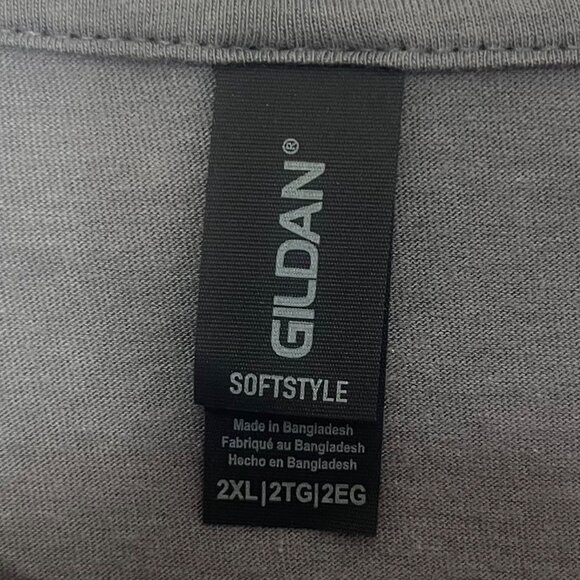 GILDAN®
SOFTSTYLE
Made in Bangladesh
Fabriqué au Bangladesh
Hecho en Bangladesh
2XL|2TG|2EG